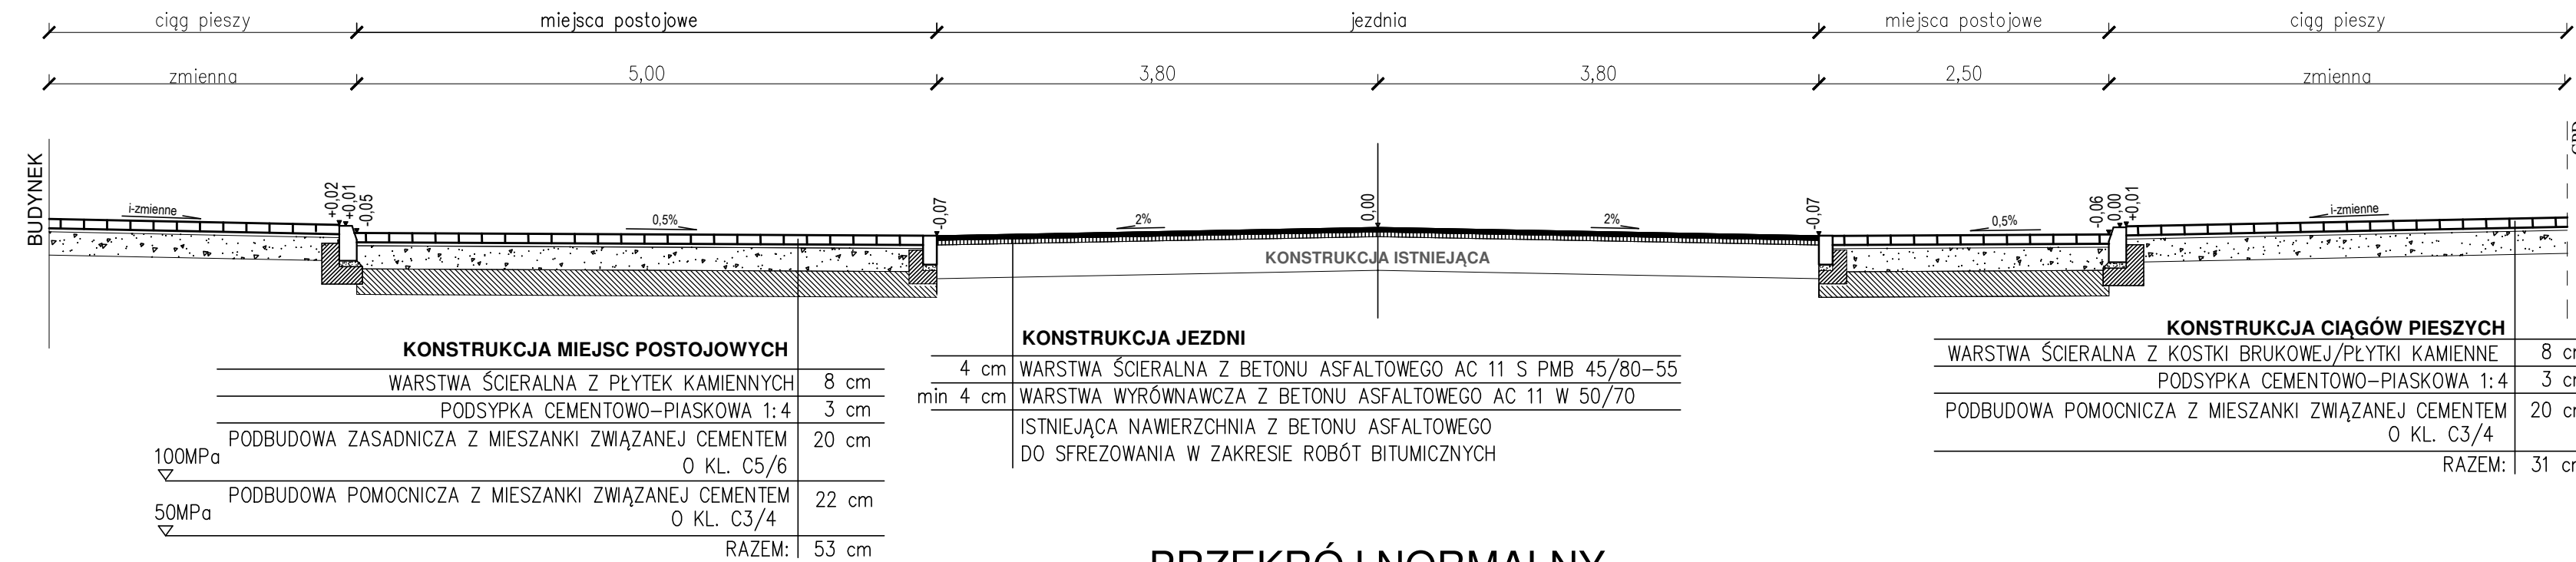 ciąg pieszy
miejsca postojowe
jezdnia
miejsca postojowe
ciąg pieszy
zmienna
5,00
3,80
3,80
2,50
zmienna
BUDYNEK
i-zmienne
+0,02
+0,01
-0,05
0,5%
-0,07
2%
0,00
2%
-0,07
0,5%
-0,06
0,00
+0,01
i-zmienne
KONSTRUKCJA ISTNIEJĄCA
KONSTRUKCJA MIEJSC POSTOJOWYCH
WARSTWA ŚCIERALNA Z PŁYTEK KAMIENNYCH 8 cm
PODSYPKA CEMENTOWO-PIASKOWA 1:4 3 cm
PODBUDOWA ZASADNICZA Z MIESZANKI ZWIĄZANEJ CEMENTEM 20 cm
O KL. C5/6
100MPa
PODBUDOWA POMOCNICZA Z MIESZANKI ZWIĄZANEJ CEMENTEM 22 cm
O KL. C3/4
50MPa
RAZEM: 53 cm
KONSTRUKCJA JEZDNI
4 cm WARSTWA ŚCIERALNA Z BETONU ASFALTOWEGO AC 11 S PMB 45/80-55
min 4 cm WARSTWA WYRÓWNAWCZA Z BETONU ASFALTOWEGO AC 11 W 50/70
ISTNIEJĄCA NAWIERZCHNIA Z BETONU ASFALTOWEGO
DO SFREZOWANIA W ZAKRESIE ROBÓT BITUMICZNYCH
KONSTRUKCJA CIĄGÓW PIESZYCH
WARSTWA ŚCIERALNA Z KOSTKI BRUKOWEJ/PŁYTKI KAMIENNE 8 cm
PODSYPKA CEMENTOWO-PIASKOWA 1:4 3 cm
PODBUDOWA POMOCNICZA Z MIESZANKI ZWIĄZANEJ CEMENTEM 20 cm
O KL. C3/4
RAZEM: 31 cm
PRZEKRÓJ NORMALNY